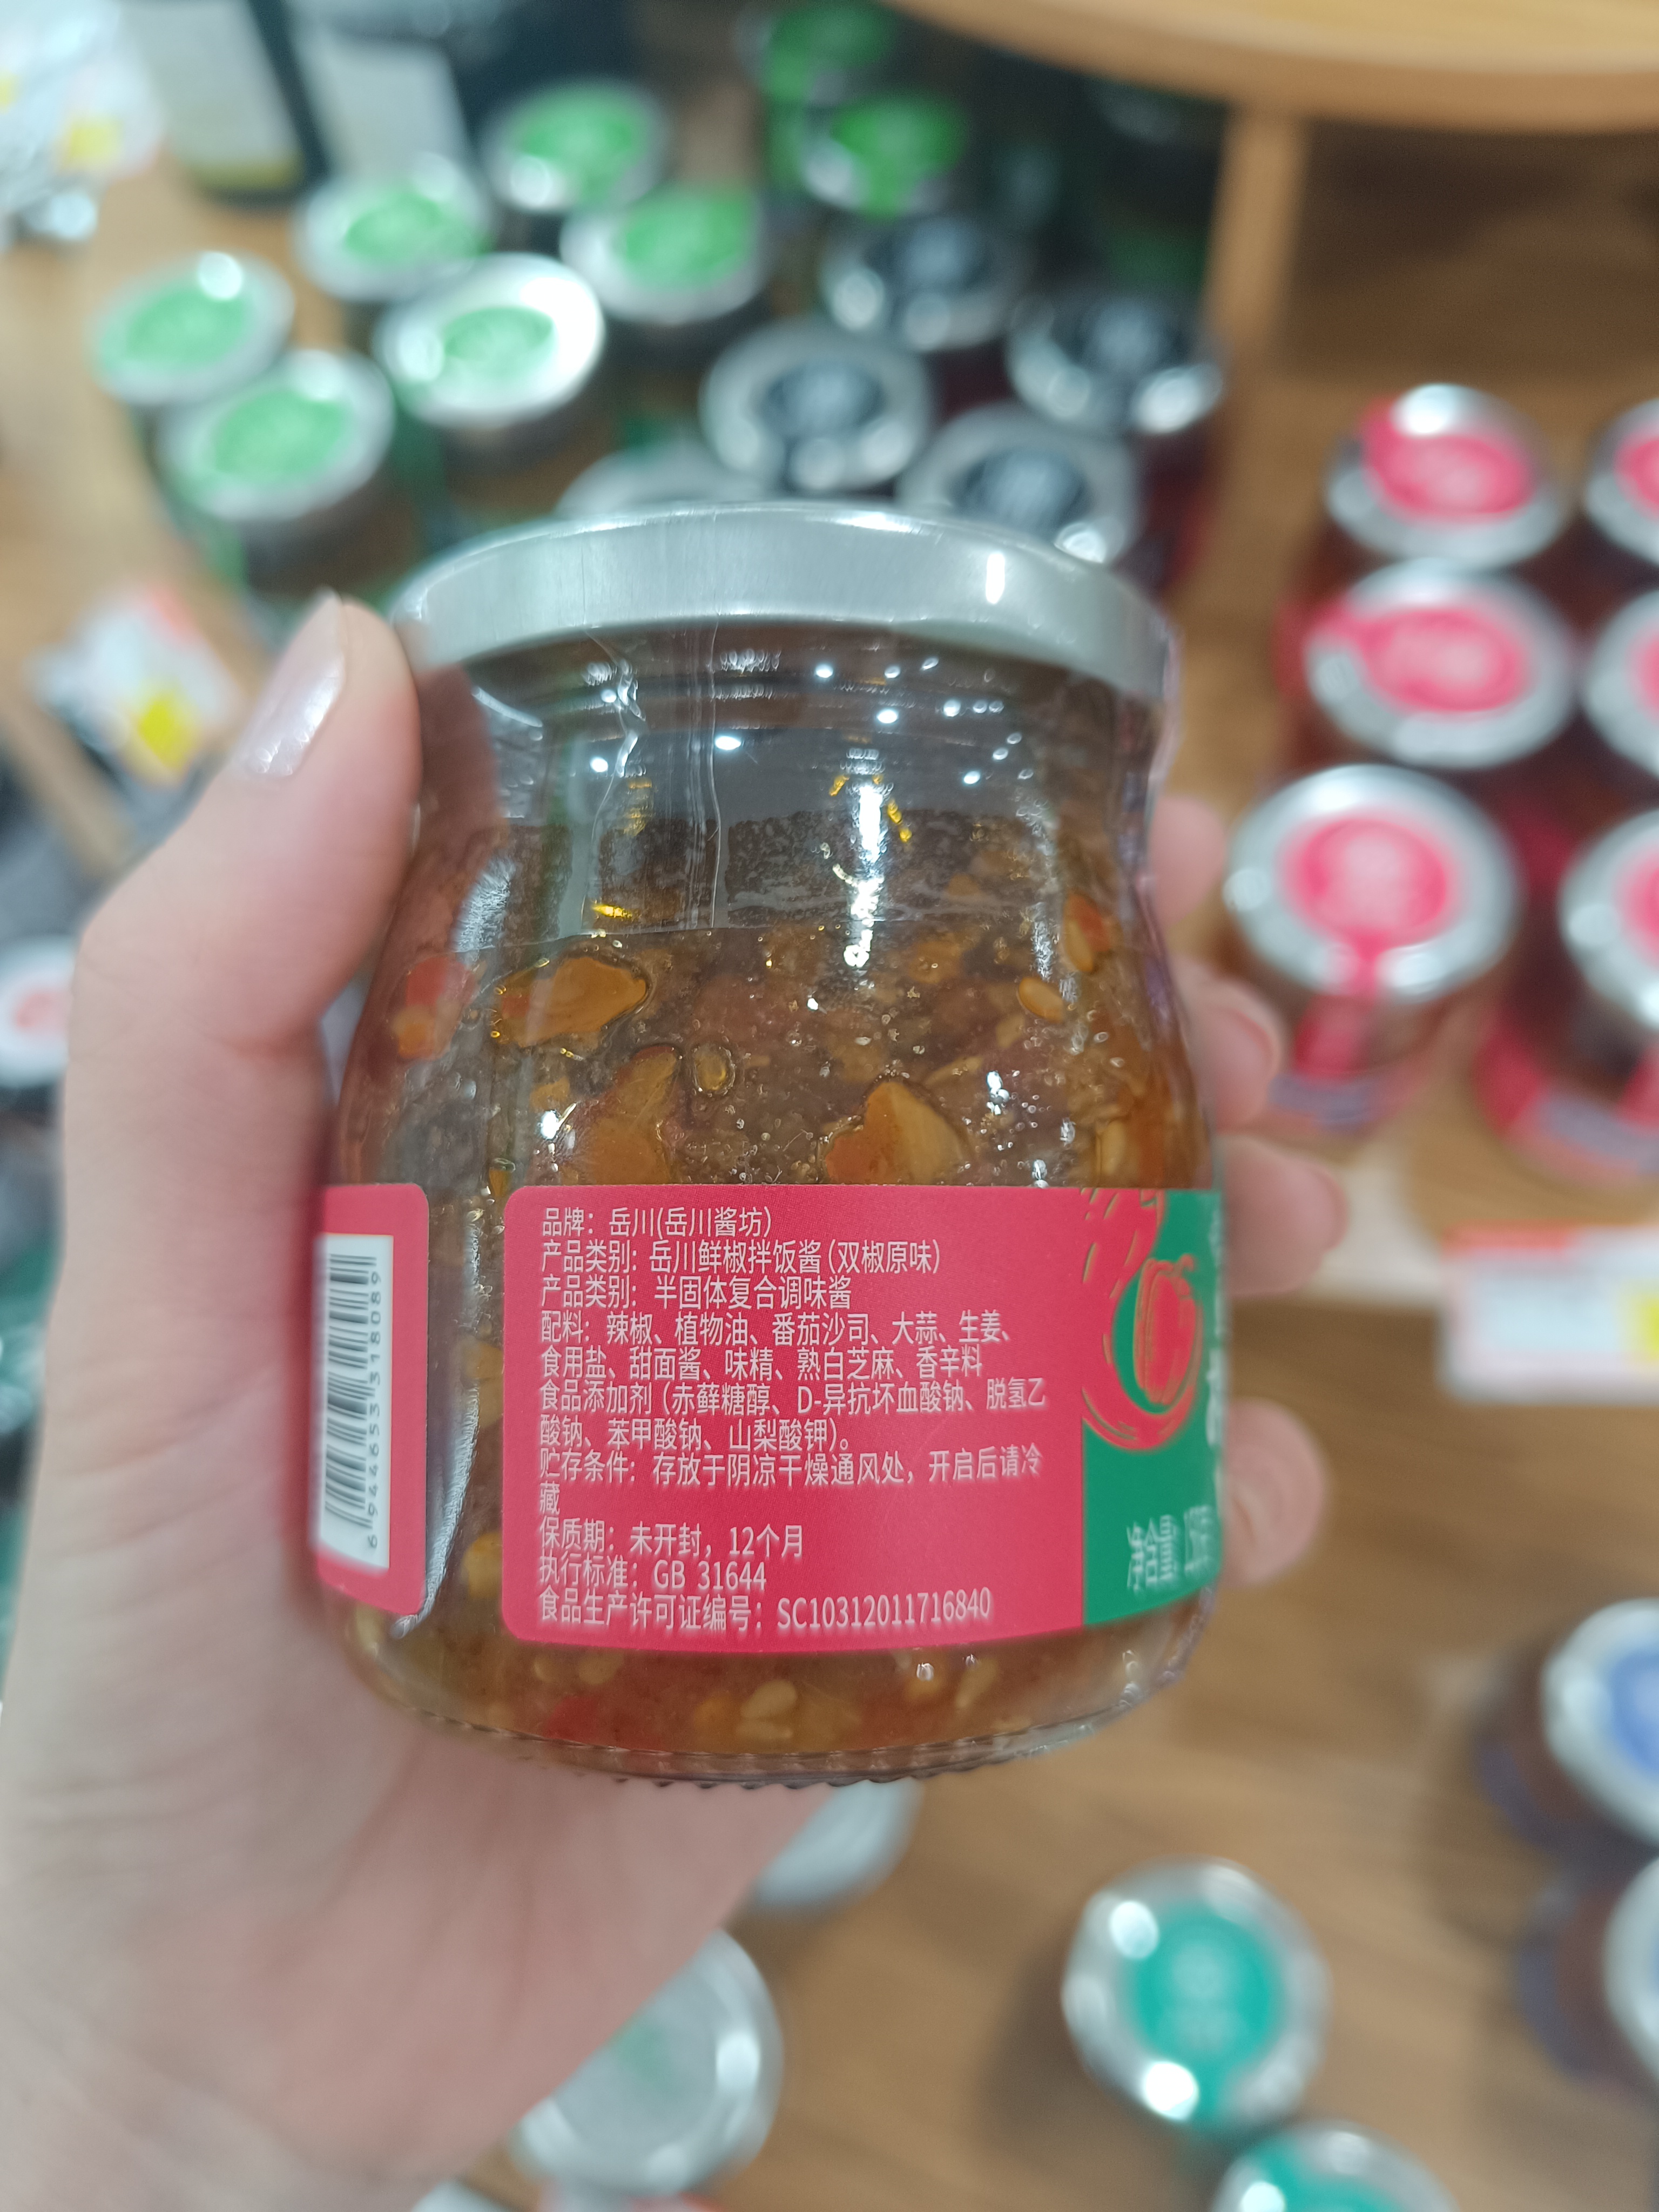 品牌：岳川(岳川酱坊)
产品类别：岳川鲜椒拌饭酱(双椒原味)
产品类别：半固体复合调味酱
配料：辣椒、植物油、番茄沙司、大蒜、生姜、
食用盐、甜面酱、味精、熟白芝麻、香辛料
食品添加剂(赤藓糖醇、D-异抗坏血酸钠、脱氢乙
酸钠、苯甲酸钠、山梨酸钾)。
贮存条件：存放于阴凉干燥通风处，开启后请冷
藏
保质期：未开封，12个月
执行标准：GB 31644
食品生产许可证编号：SC10312011716840
净含量
6944653318089